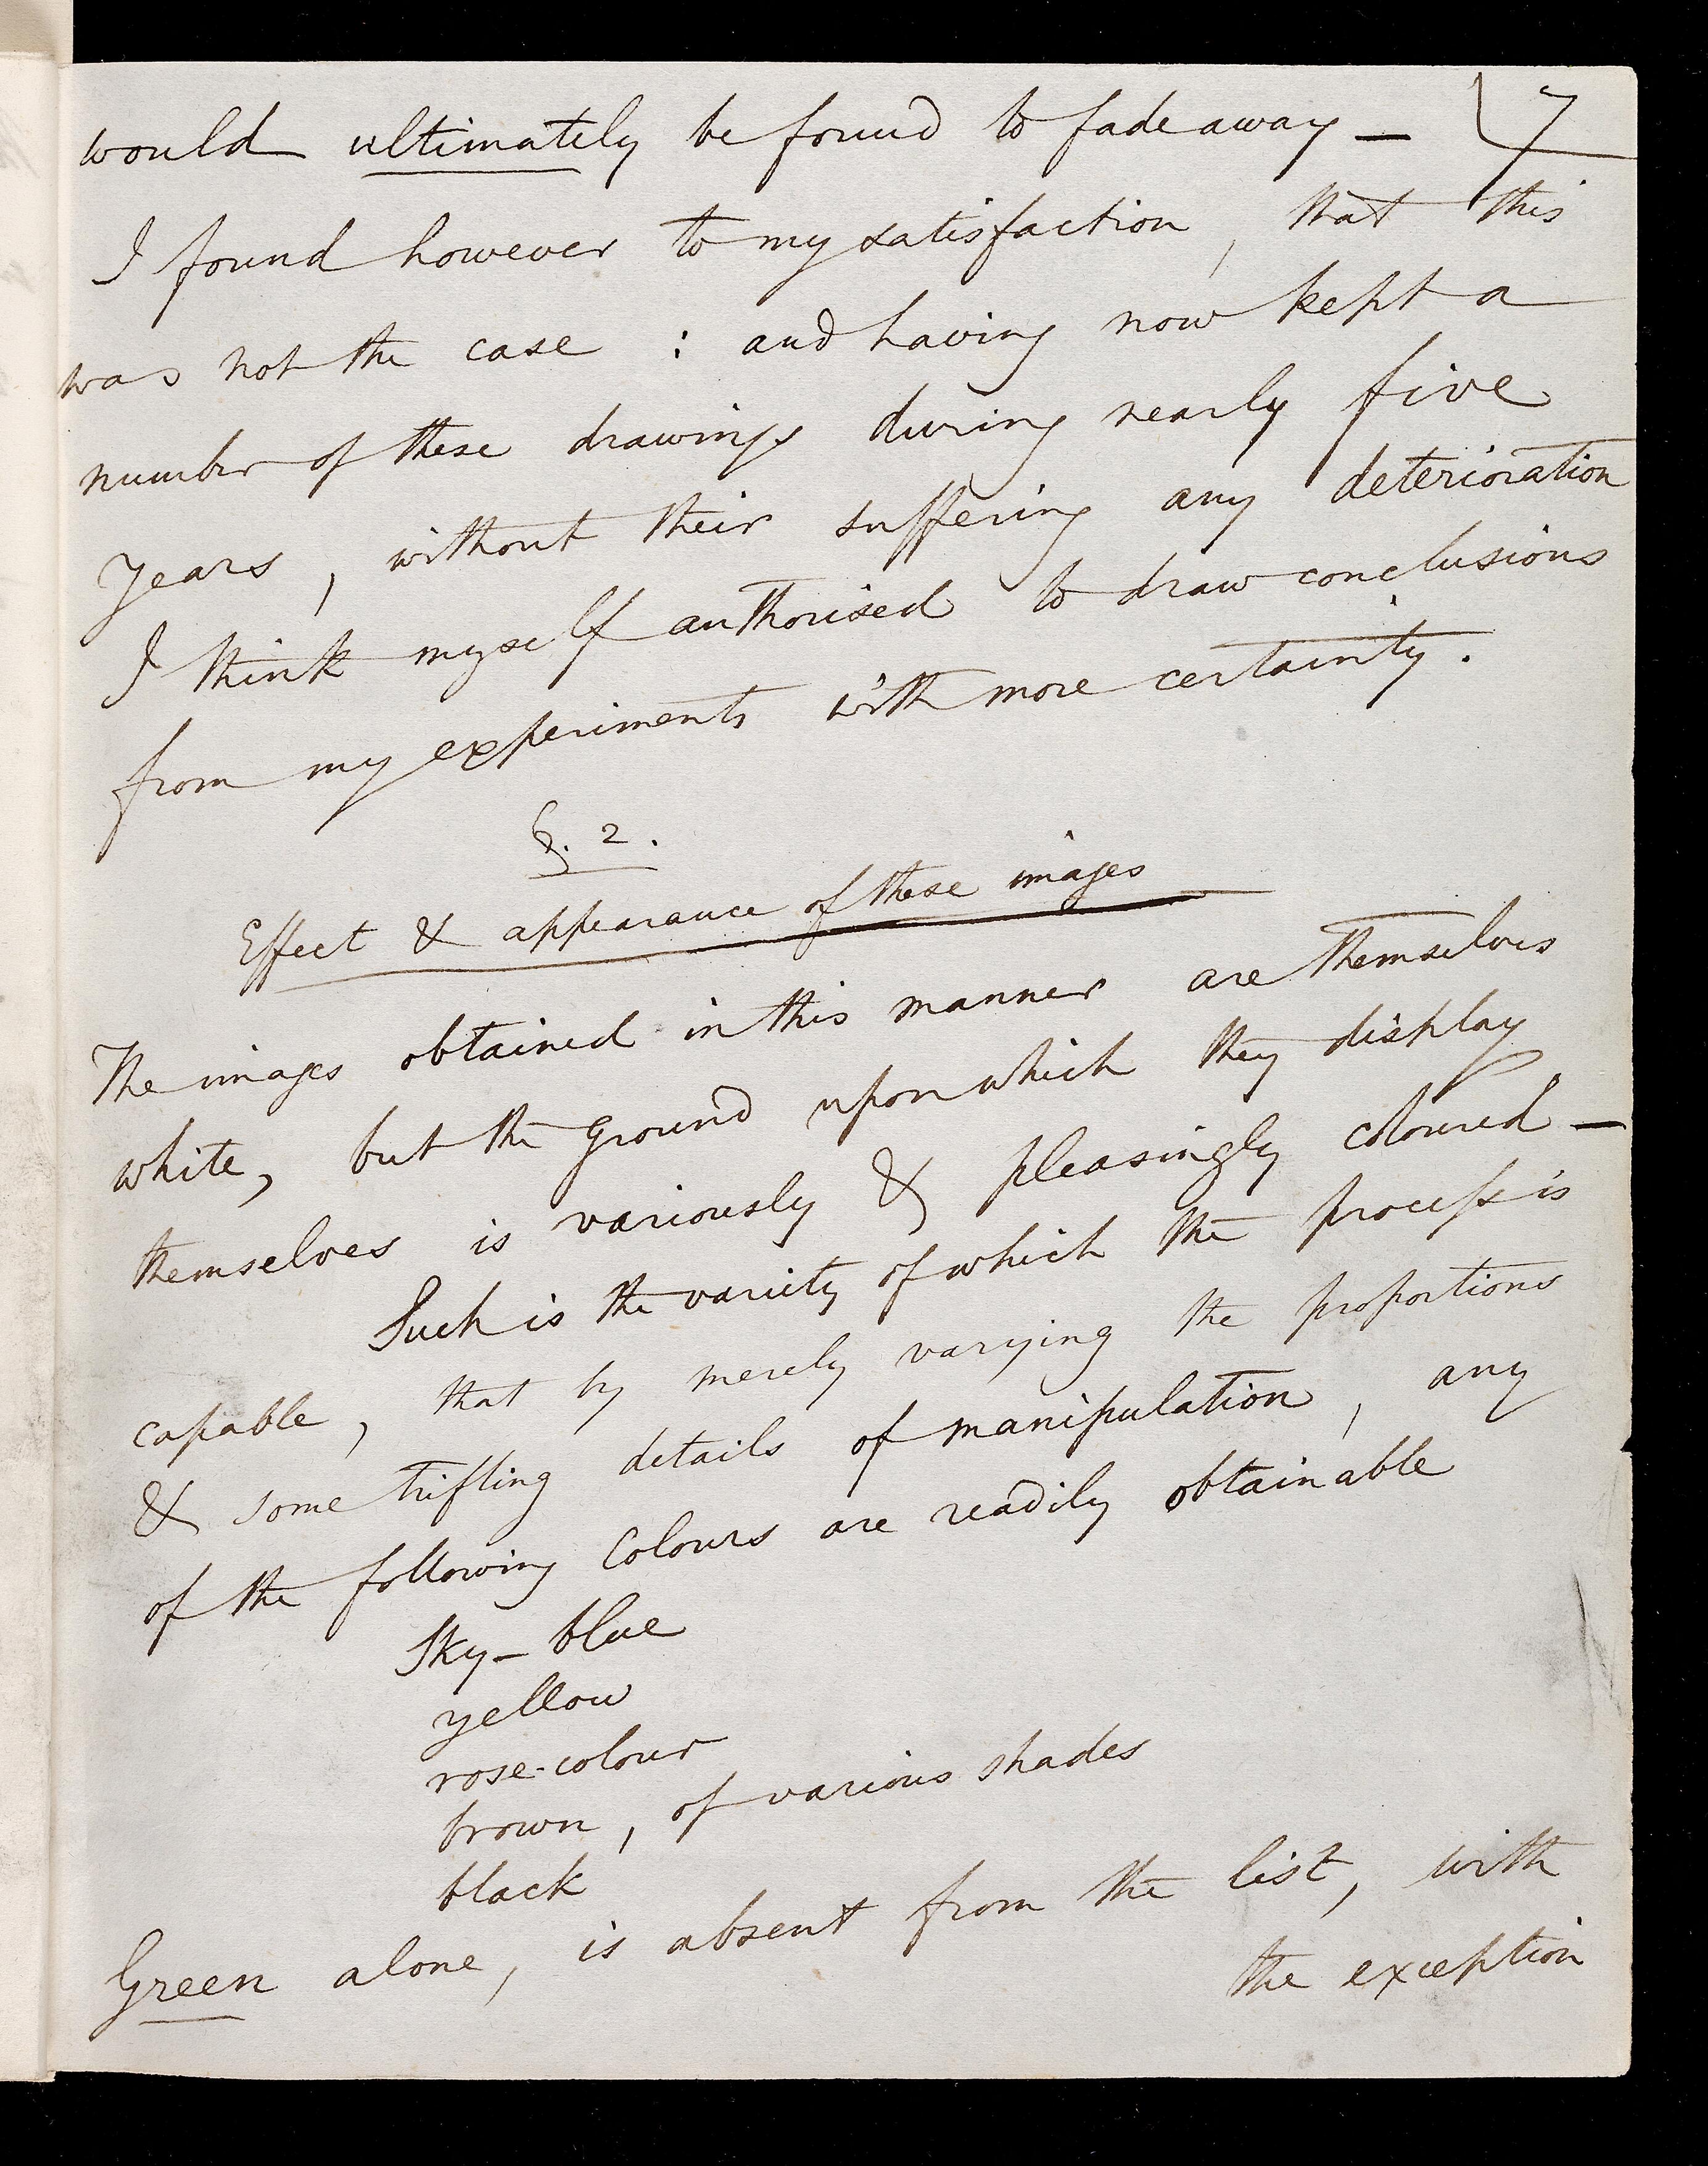 would ultimately be found to fade away — 7
I found however to my satisfaction, that this
was not the case : and having now kept a
number of these drawings during nearly five
years, without their suffering any deterioration
I think myself authorised to draw conclusions
from my experiments with more certainty.
§. 2.
Effect & appearance of these images
The images obtained in this manner are themselves
white, but the ground upon which they display
themselves is variously & pleasingly coloured —
Such is the variety of which the process is
capable, that by merely varying the proportions
& some trifling details of manipulation, any
of the following colours are readily obtainable
Sky-blue
yellow
rose-colour
brown, of various shades
black
Green alone, is absent from the list, with
the exception